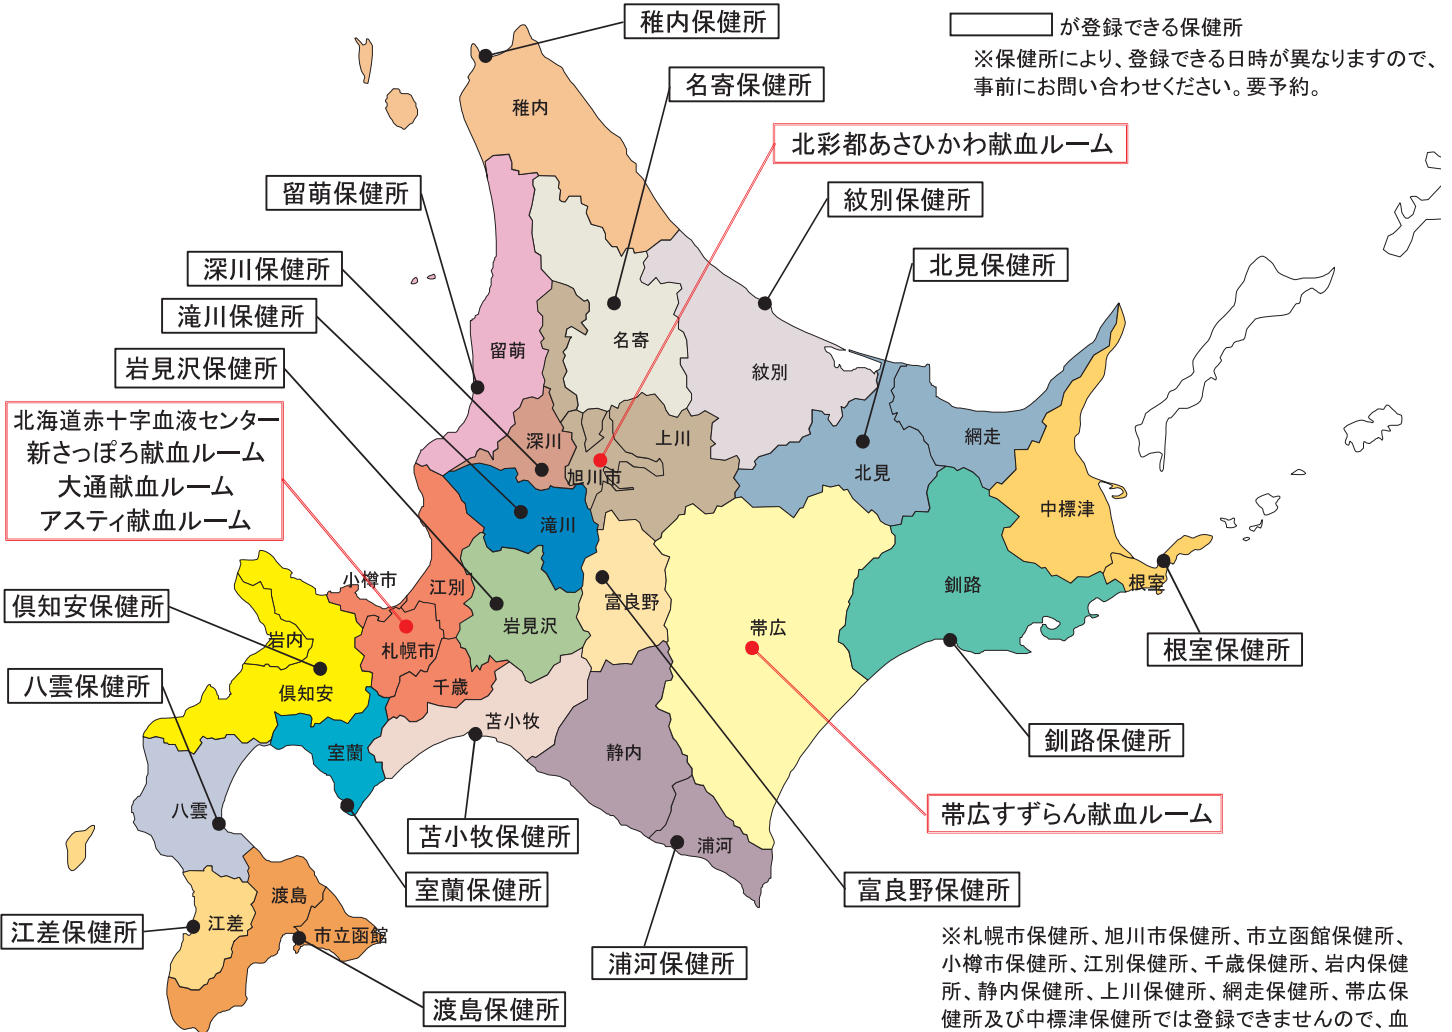 稚内保健所
が登録できる保健所
※保健所により、登録できる日時が異なりますので、
事前にお問い合わせください。要予約。
名寄保健所
稚内
北彩都あさひかわ献血ルーム
留萌保健所
紋別保健所
深川保健所
北見保健所
滝川保健所
名寄
留萌
岩見沢保健所
紋別
北海道赤十字血液センター
新さっぽろ献血ルーム
大通献血ルーム
アスティ献血ルーム
深川
上川
網走
旭川市
北見
中標津
滝川
小樽市
江別
釧路
根室
倶知安保健所
富良野
岩見沢
帯広
岩内
札幌市
根室保健所
八雲保健所
倶知安
千歳
苫小牧
釧路保健所
室蘭
静内
八雲
帯広すずらん献血ルーム
苫小牧保健所
浦河
室蘭保健所
富良野保健所
渡島
江差保健所
江差
市立函館
浦河保健所
渡島保健所
※札幌市保健所、旭川市保健所、市立函館保健所、
小樽市保健所、江別保健所、千歳保健所、岩内保健
所、静内保健所、上川保健所、網走保健所、帯広保
健所及び中標津保健所では登録できませんので、血